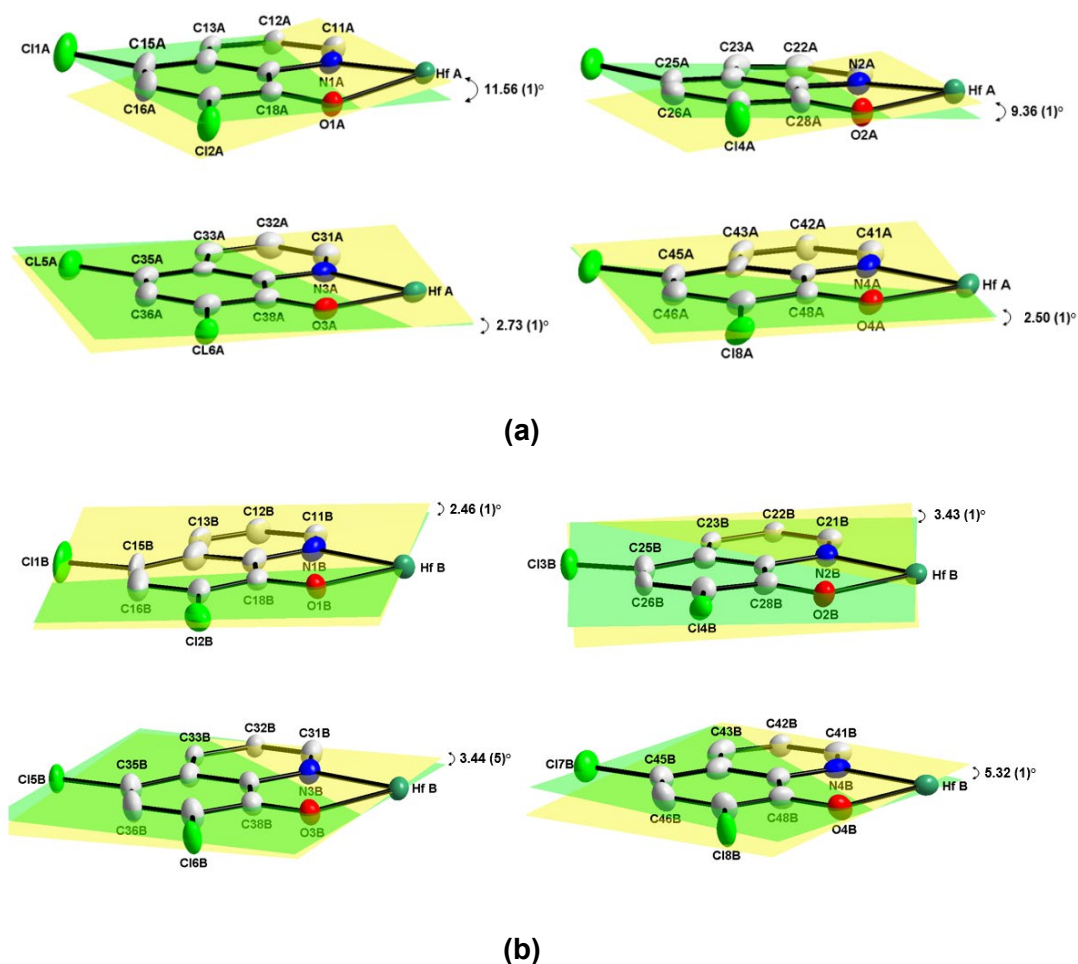 C12A
C13A
C11A
Cl1A
C15A
Hf A
N1A
C16A
C18A
11.56 (1)°
O1A
Cl2A
C23A
C22A
C25A
N2A
Hf A
C26A
C28A
9.36 (1)°
O2A
Cl4A
C32A
C33A
C31A
CL5A
C35A
Hf A
N3A
C36A
C38A
O3A
2.73 (1)°
CL6A
C42A
C43A
C41A
C45A
Hf A
N4A
C46A
C48A
O4A
2.50 (1)°
Cl8A
(a)
2.46 (1)°
C12B
C13B
C11B
C15B
Cl1B
N1B
Hf B
C16B
C18B
O1B
Cl2B
3.43 (1)°
C22B
C23B
C21B
C25B
Cl3B
N2B
Hf B
C26B
C28B
O2B
Cl4B
C32B
C33B
C31B
3.44 (5)°
C35B
Cl5B
Hf B
N3B
C36B
C38B
O3B
Cl6B
C42B
C43B
C41B
Cl7B
C45B
5.32 (1)°
Hf B
N4B
C46B
C48B
O4B
Cl8B
(b)